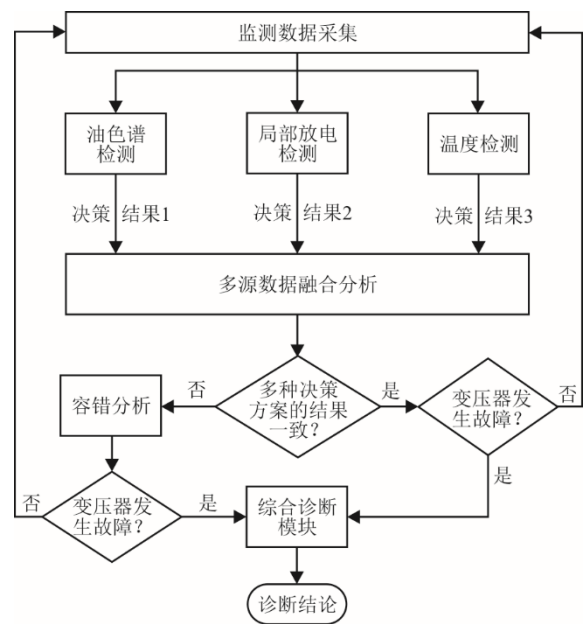 监测数据采集
油色谱
检测
局部放电
检测
温度检测
决策 结果1
决策 结果2
决策 结果3
多源数据融合分析
否
多种决策
方案的结果
一致?
是
变压器发
生故障?
否
容错分析
是
否
变压器发
生故障?
是
综合诊断
模块
诊断结论